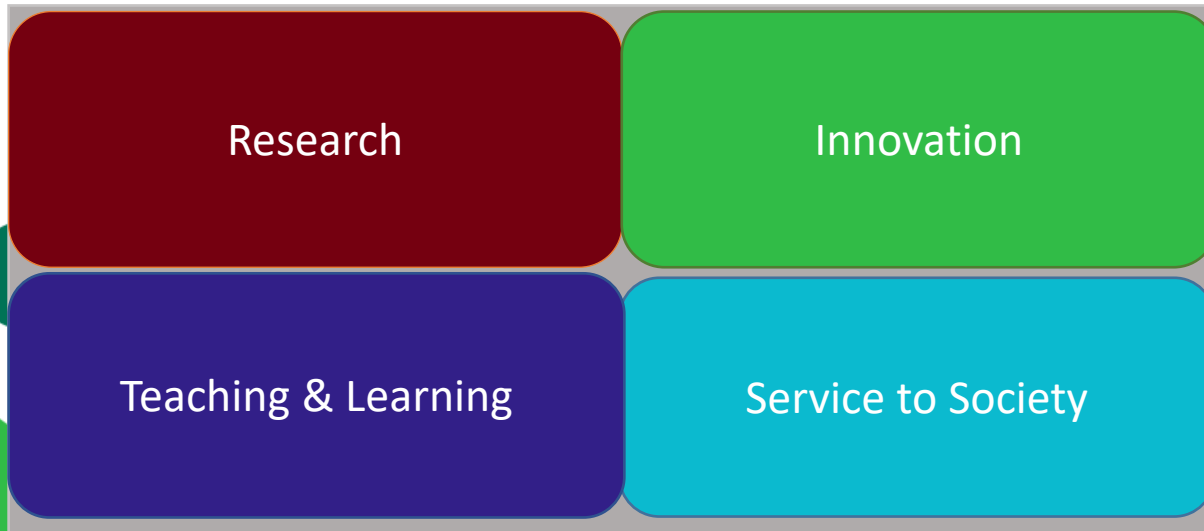 Research
Innovation
Teaching & Learning
Service to Society